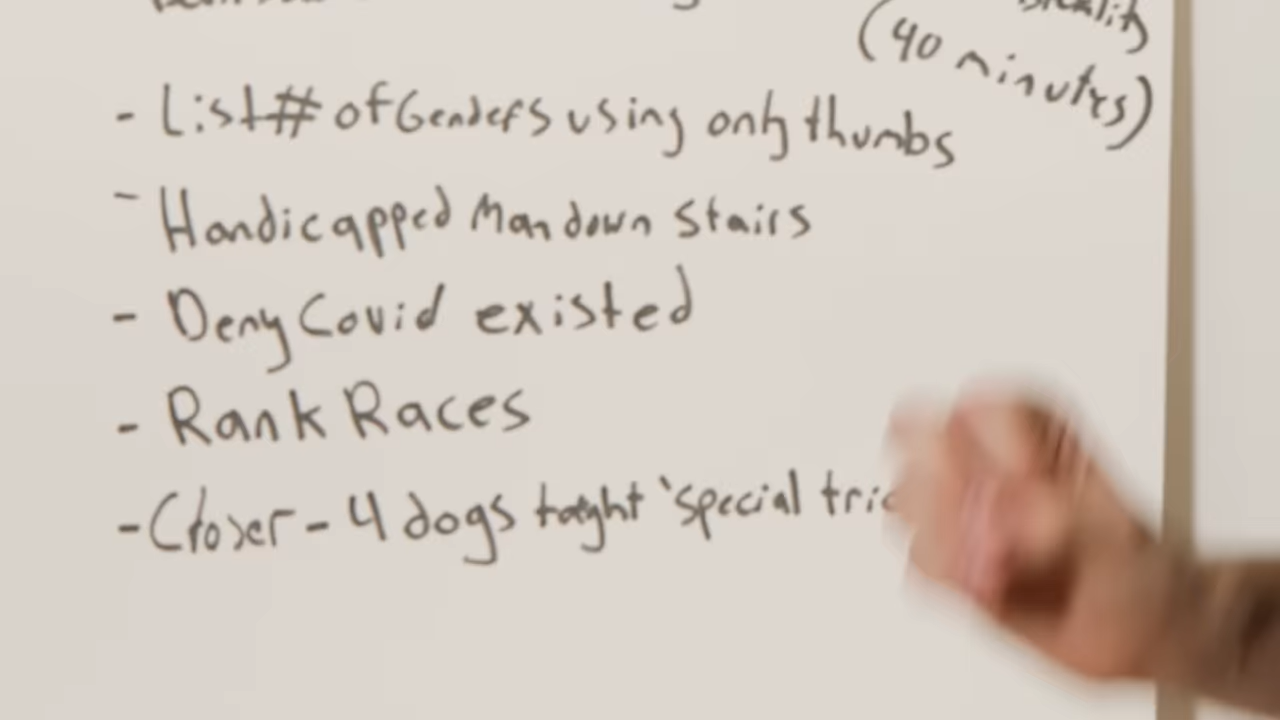 (40 minutes)
- List # of Genders using only thumbs
- Handicapped Man down stairs
- Deny Covid existed
- Rank Races
- Closer - 4 dogs taught 'special